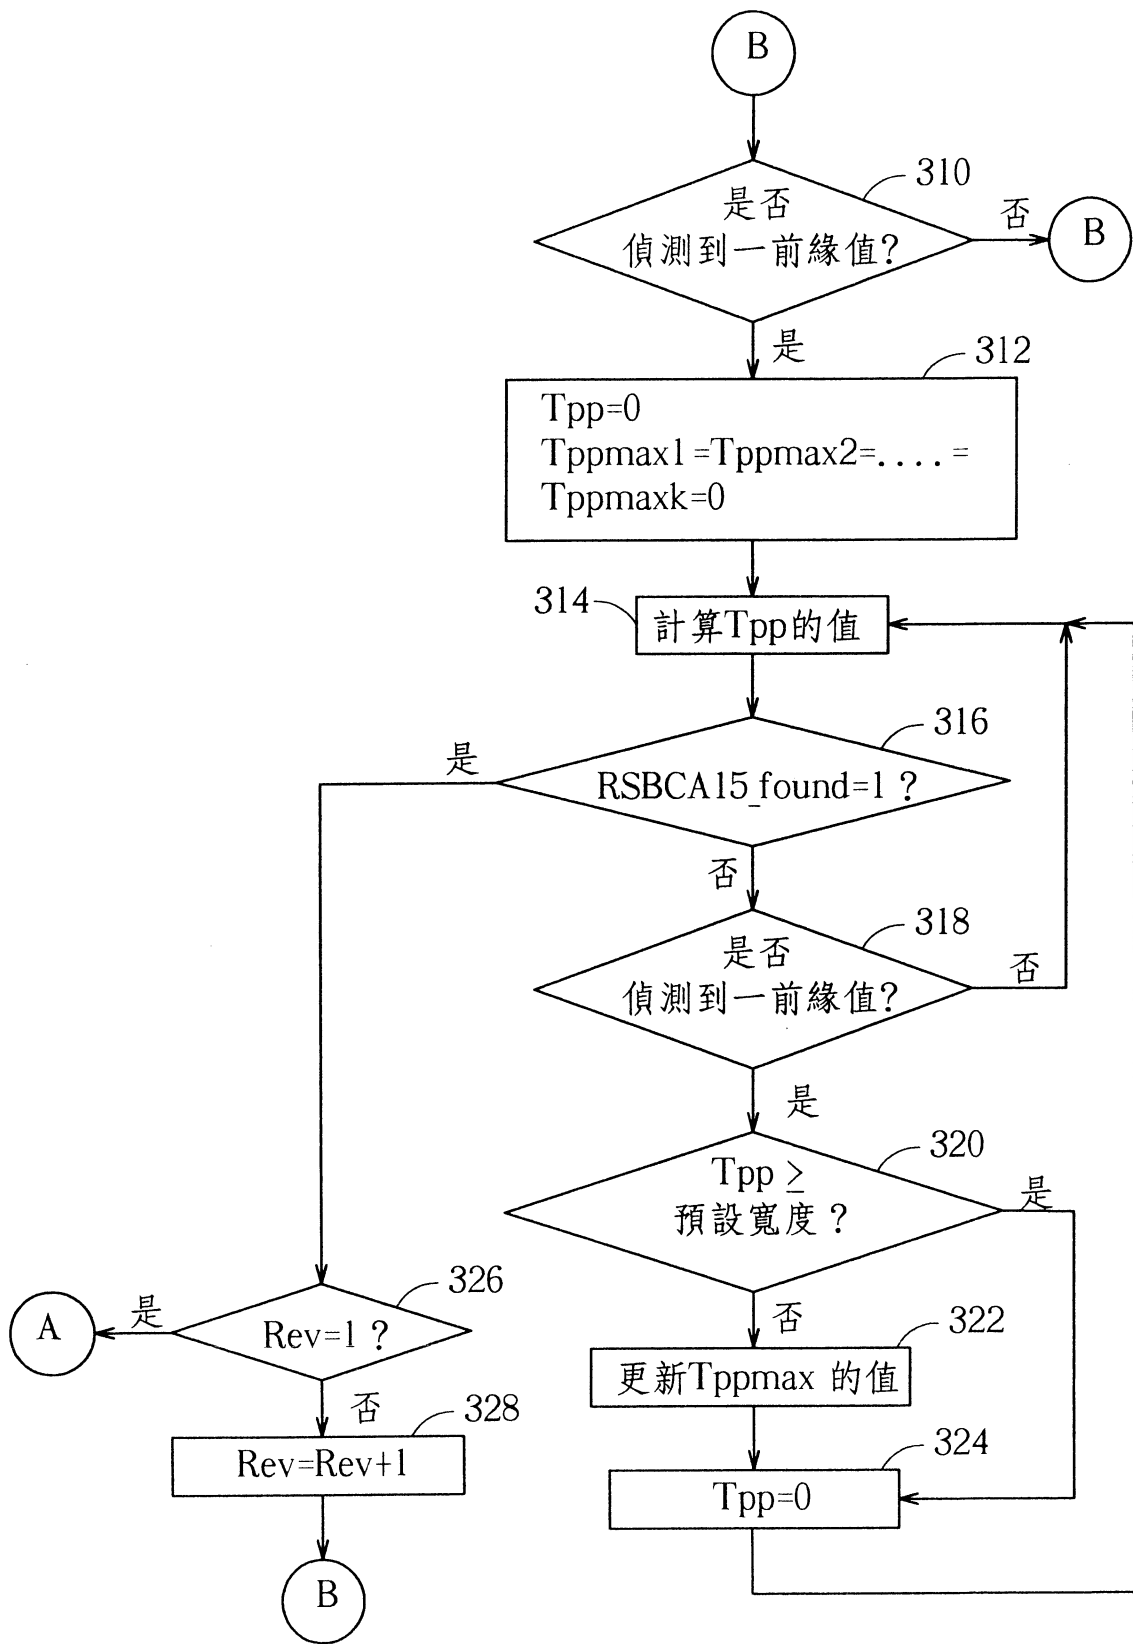 B
310
是否
偵測到一前緣值?
否
B
是
312
Tpp=0
Tppmax1=Tppmax2=....=
Tppmaxk=0
314
計算Tpp的值
316
是
RSBCA15_found=1?
否
318
是否
偵測到一前緣值?
否
是
320
Tpp≥
預設寬度?
是
326
A
是
Rev=1?
否
322
更新Tppmax 的值
否
328
Rev=Rev+1
324
Tpp=0
B